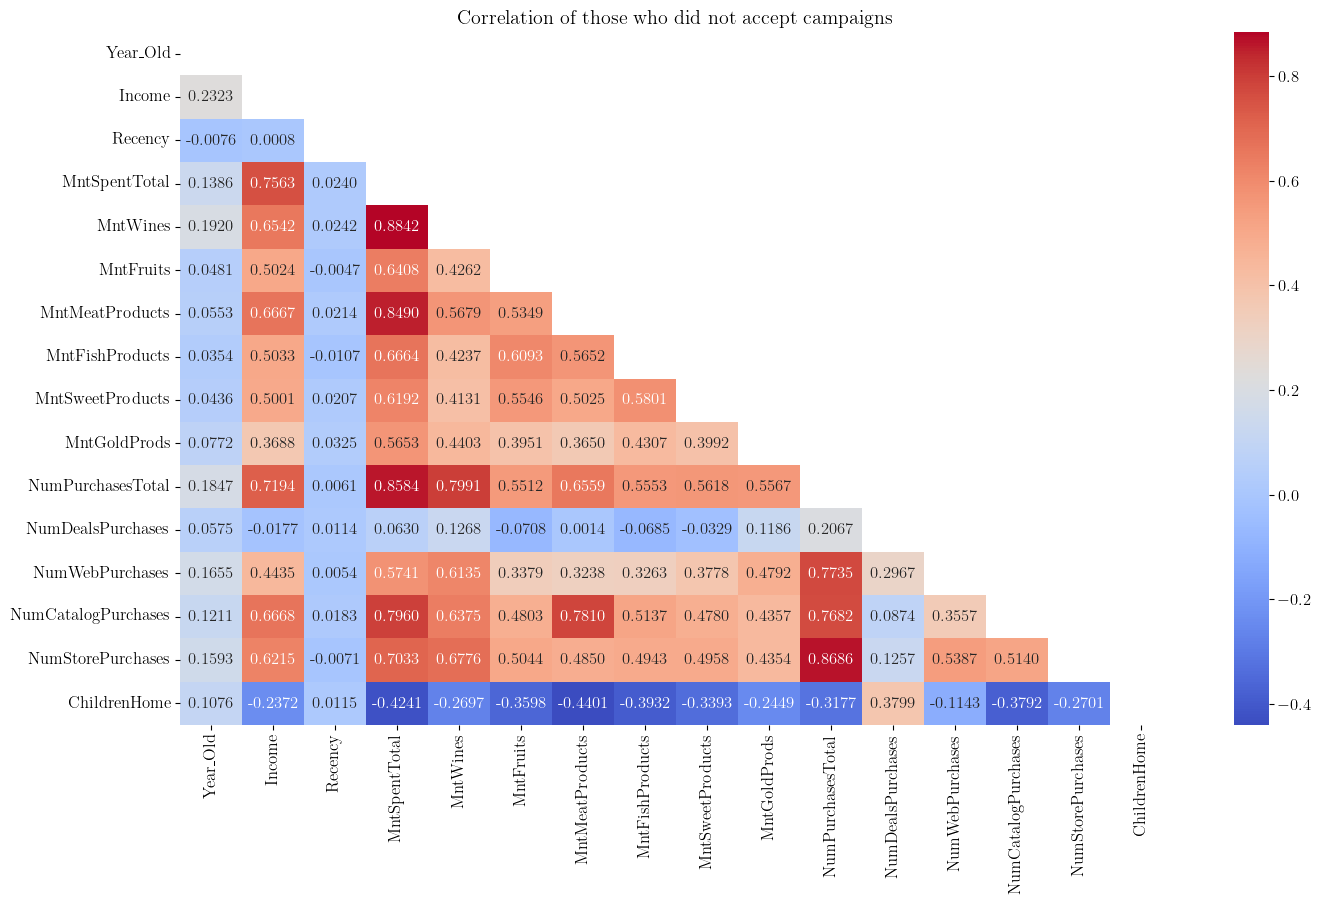 Correlation of those who did not accept campaigns
Year_Old
Income 0.2323
Recency -0.0076 0.0008
MntSpentTotal 0.1386 0.7563 0.0240
MntWines 0.1920 0.6542 0.0242 0.8842
MntFruits 0.0481 0.5024 -0.0047 0.6408 0.4262
MntMeatProducts 0.0553 0.6667 0.0214 0.8490 0.5679 0.5349
MntFishProducts 0.0354 0.5033 -0.0107 0.6664 0.4237 0.6093 0.5652
MntSweetProducts 0.0436 0.5001 0.0207 0.6192 0.4131 0.5546 0.5025 0.5801
MntGoldProds 0.0772 0.3688 0.0325 0.5653 0.4403 0.3951 0.3650 0.4307 0.3992
NumPurchasesTotal 0.1847 0.7194 0.0061 0.8584 0.7991 0.5512 0.6559 0.5553 0.5618 0.5567
NumDealsPurchases 0.0575 -0.0177 0.0114 0.0630 0.1268 -0.0708 0.0014 -0.0685 -0.0329 0.1186 0.2067
NumWebPurchases 0.1655 0.4435 0.0054 0.5741 0.6135 0.3379 0.3238 0.3263 0.3778 0.4792 0.7735 0.2967
NumCatalogPurchases 0.1211 0.6668 0.0183 0.7960 0.6375 0.4803 0.7810 0.5137 0.4780 0.4357 0.7682 0.0874 0.3557
NumStorePurchases 0.1593 0.6215 -0.0071 0.7033 0.6776 0.5044 0.4850 0.4943 0.4958 0.4354 0.8686 0.1257 0.5387 0.5140
ChildrenHome 0.1076 -0.2372 0.0115 -0.4241 -0.2697 -0.3598 -0.4401 -0.3932 -0.3393 -0.2449 -0.3177 0.3799 -0.1143 -0.3792 -0.2701
Year_Old
Income
Recency
MntSpentTotal
MntWines
MntFruits
MntMeatProducts
MntFishProducts
MntSweetProducts
MntGoldProds
NumPurchasesTotal
NumDealsPurchases
NumWebPurchases
NumCatalogPurchases
NumStorePurchases
ChildrenHome
0.8
0.6
0.4
0.2
0.0
−0.2
−0.4